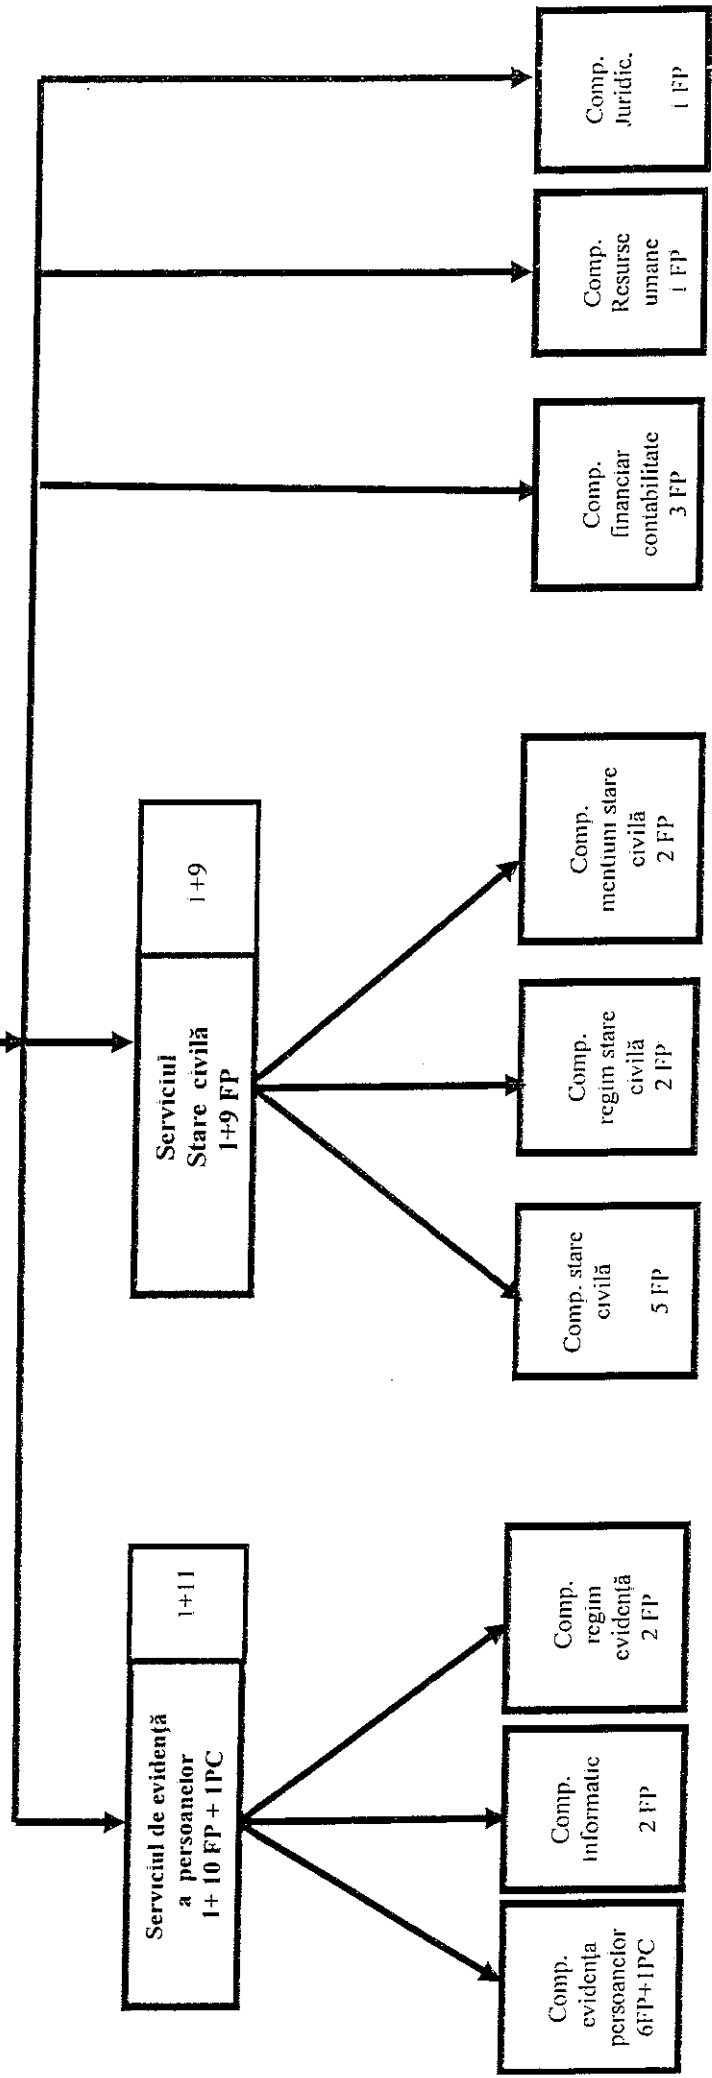 Serviciul de evidență
a persoanelor
1+ 10 FP + 1PC
1+11
Serviciul
Stare civilă
1+9 FP
1+9
Comp.
evidența
persoanelor
6FP+1PC
Comp.
Informatic
2 FP
Comp.
regim
evidență
2 FP
Comp. stare
civilă
5 FP
Comp.
regim stare
civilă
2 FP
Comp.
mentiuni stare
civilă
2 FP
Comp.
financiar
contabilitate
3 FP
Comp.
Resurse
umane
1 FP
Comp.
Juridic.
1 FP